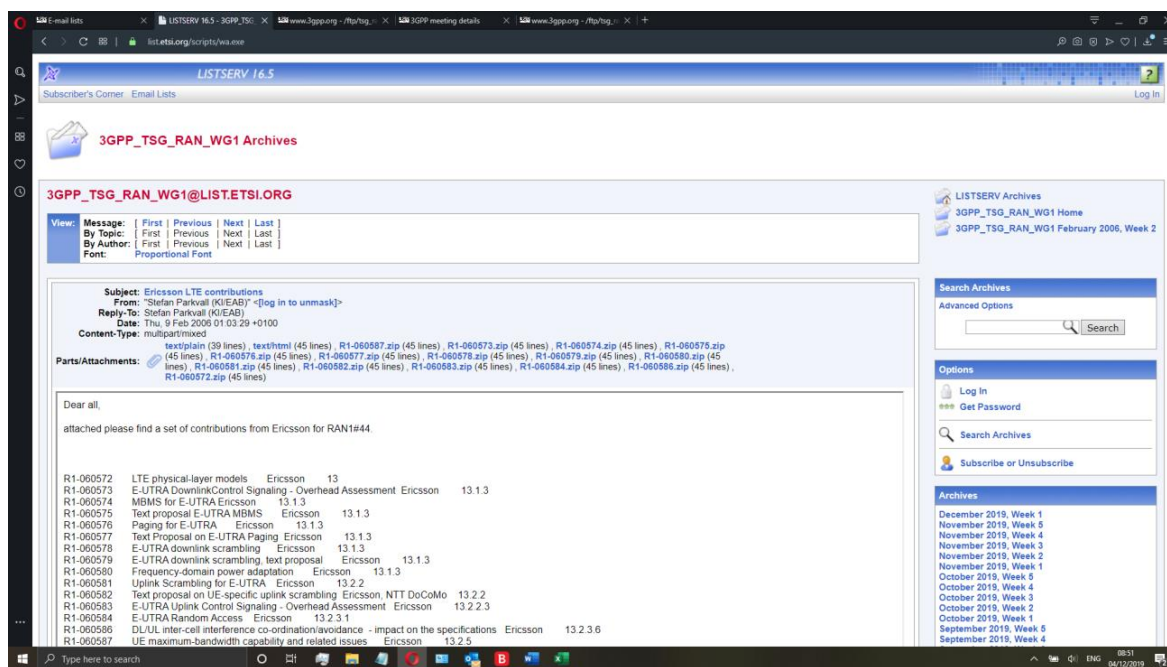 E-mail lists
LISTSERV 16.5 - 3GPP_TSG_
www.3gpp.org - /ftp/tsg_r
3GPP meeting details
www.3gpp.org - /ftp/tsg_r
list.etsi.org/scripts/wa.exe
LISTSERV 16.5
Subscriber's Corner Email Lists
Log In
3GPP_TSG_RAN_WG1 Archives
3GPP_TSG_RAN_WG1@LIST.ETSI.ORG
View: Message: [ First | Previous | Next | Last ]
By Topic: [ First | Previous | Next | Last ]
By Author: [ First | Previous | Next | Last ]
Font: Proportional Font
Subject: Ericsson LTE contributions
From: "Stefan Parkvall (KI/EAB)" <[log in to unmask]>
Reply-To: Stefan Parkvall (KI/EAB)
Date: Thu, 9 Feb 2006 01:03:29 +0100
Content-Type: multipart/mixed
Parts/Attachments: text/plain (39 lines) , text/html (45 lines) , R1-060587.zip (45 lines) , R1-060573.zip (45 lines) , R1-060574.zip (45 lines) , R1-060575.zip
(45 lines) , R1-060576.zip (45 lines) , R1-060577.zip (45 lines) , R1-060578.zip (45 lines) , R1-060579.zip (45 lines) , R1-060580.zip (45
lines) , R1-060581.zip (45 lines) , R1-060582.zip (45 lines) , R1-060583.zip (45 lines) , R1-060584.zip (45 lines) , R1-060586.zip (45 lines) ,
R1-060572.zip (45 lines)
Dear all,
attached please find a set of contributions from Ericsson for RAN1#44.
R1-060572 LTE physical-layer models Ericsson 13
R1-060573 E-UTRA DownlinkControl Signaling - Overhead Assessment Ericsson 13.1.3
R1-060574 MBMS for E-UTRA Ericsson 13.1.3
R1-060575 Text proposal E-UTRA MBMS Ericsson 13.1.3
R1-060576 Paging for E-UTRA Ericsson 13.1.3
R1-060577 Text Proposal on E-UTRA Paging Ericsson 13.1.3
R1-060578 E-UTRA downlink scrambling Ericsson 13.1.3
R1-060579 E-UTRA downlink scrambling, text proposal Ericsson 13.1.3
R1-060580 Frequency-domain power adaptation Ericsson 13.1.3
R1-060581 Uplink Scrambling for E-UTRA Ericsson 13.2.2
R1-060582 Text proposal on UE-specific uplink scrambling Ericsson, NTT DoCoMo 13.2.2
R1-060583 E-UTRA Uplink Control Signaling - Overhead Assessment Ericsson 13.2.2.3
R1-060584 E-UTRA Random Access Ericsson 13.2.3.1
R1-060586 DL/UL inter-cell interference co-ordination/avoidance - impact on the specifications Ericsson 13.2.3.6
R1-060587 UE maximum-bandwidth capability and related issues Ericsson 13.2.5
LISTSERV Archives
3GPP_TSG_RAN_WG1 Home
3GPP_TSG_RAN_WG1 February 2006, Week 2
Search Archives
Advanced Options
Search
Options
Log In
Get Password
Search Archives
Subscribe or Unsubscribe
Archives
December 2019, Week 1
November 2019, Week 5
November 2019, Week 4
November 2019, Week 3
November 2019, Week 2
November 2019, Week 1
October 2019, Week 5
October 2019, Week 4
October 2019, Week 3
October 2019, Week 2
October 2019, Week 1
September 2019, Week 5
September 2019, Week 4
Type here to search
ENG
08:51
04/12/2019